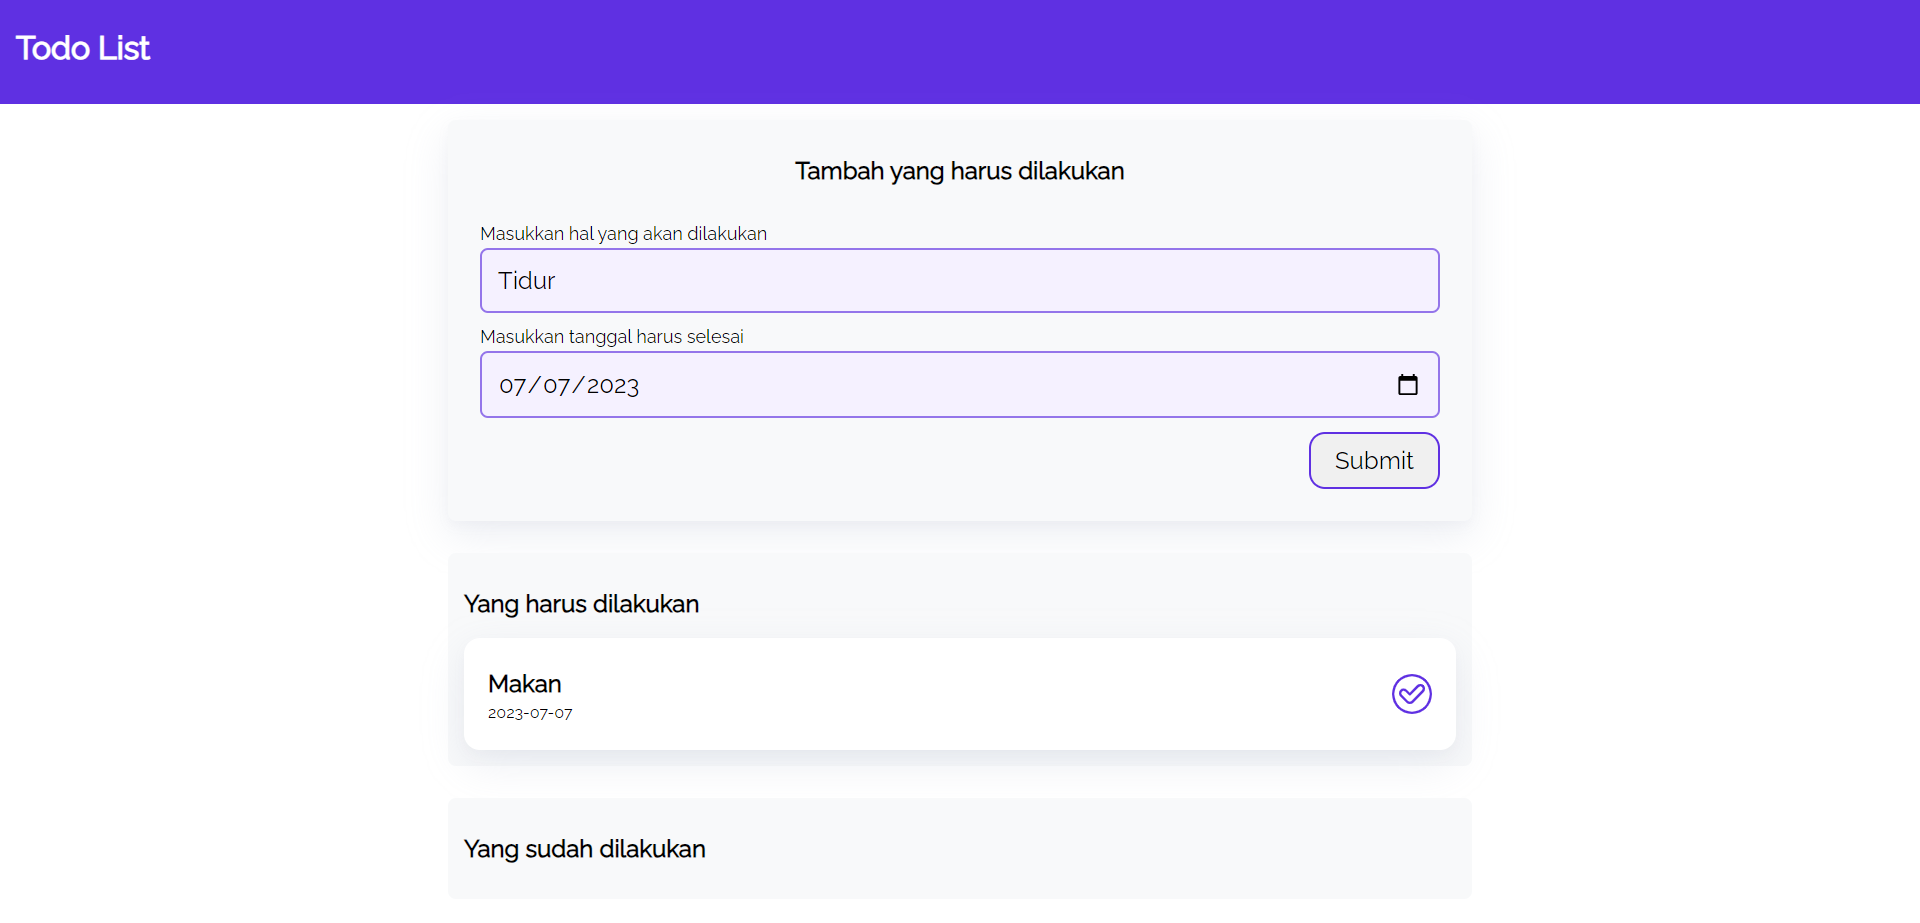 Todo List
Tambah yang harus dilakukan
Masukkan hal yang akan dilakukan
Tidur
Masukkan tanggal harus selesai
07/07/2023
Submit
Yang harus dilakukan
Makan
2023-07-07
Yang sudah dilakukan